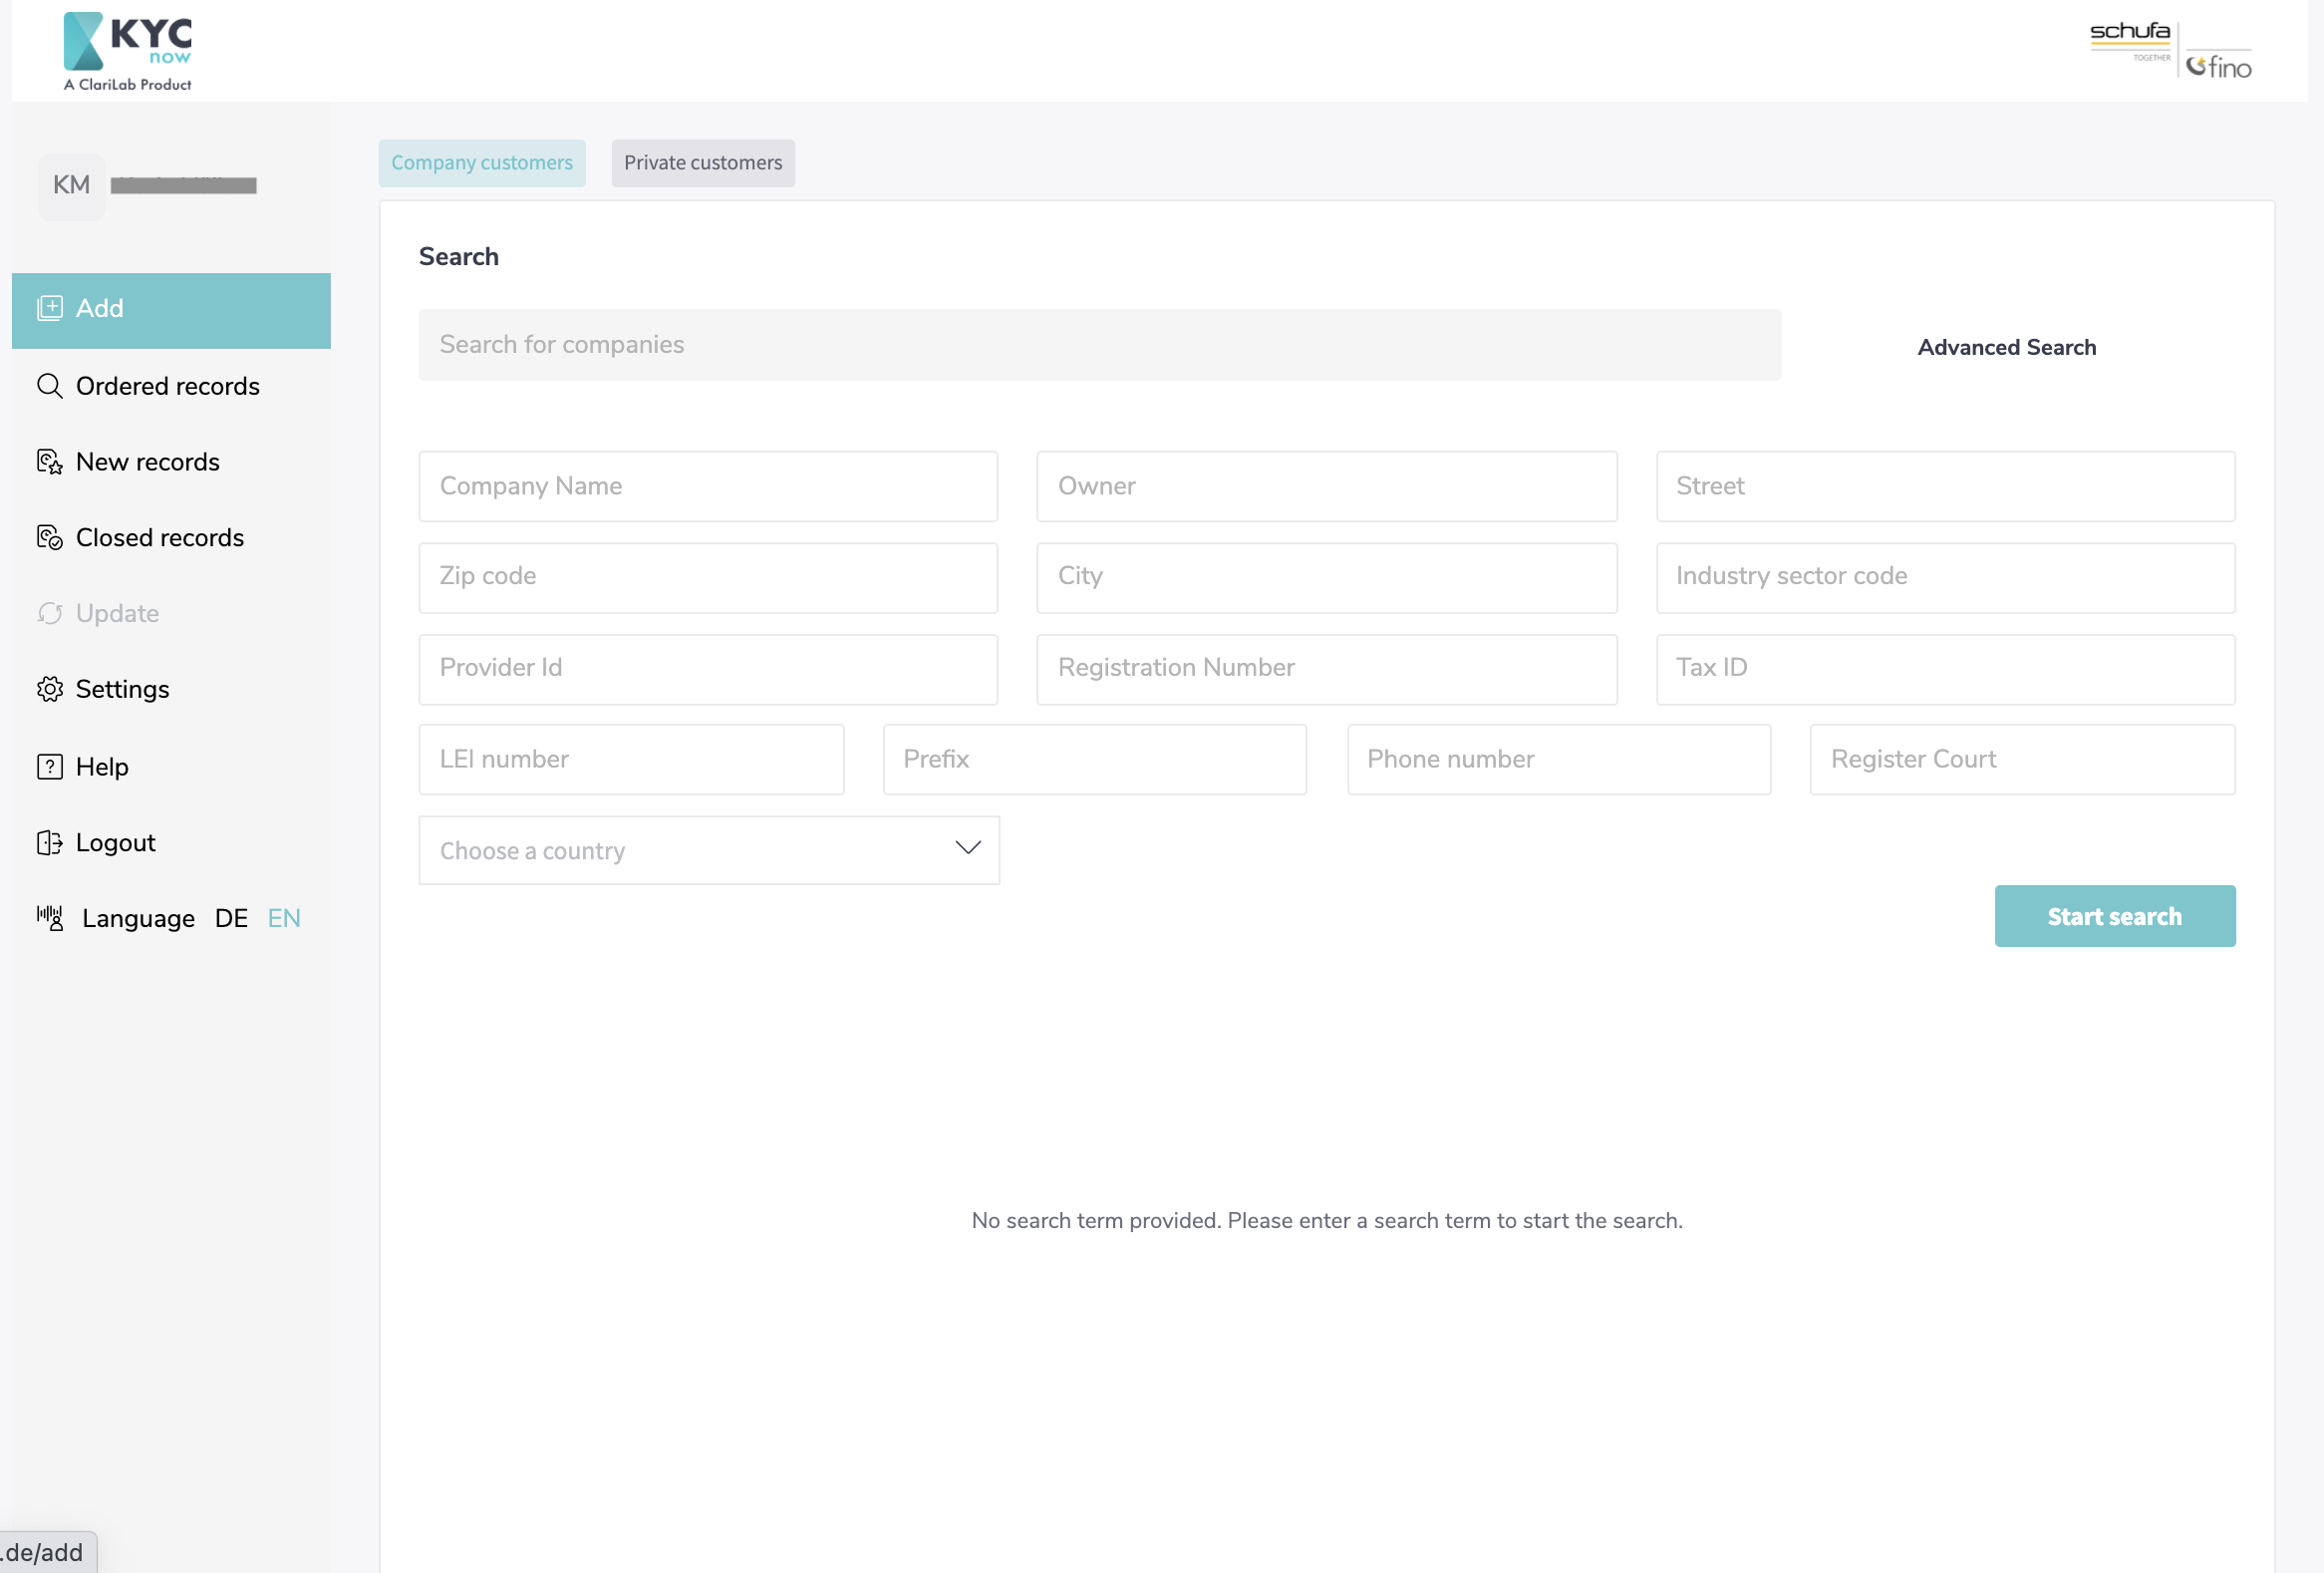 KYC
now
A ClariLab Product
schufa
TOGETHER
fino
KM
Add
Ordered records
New records
Closed records
Update
Settings
Help
Logout
Language DE EN
Company customers Private customers
Search
Search for companies Advanced Search
Company Name Owner Street
Zip code City Industry sector code
Provider Id Registration Number Tax ID
LEI number Prefix Phone number Register Court
Choose a country
Start search
No search term provided. Please enter a search term to start the search.
.de/add